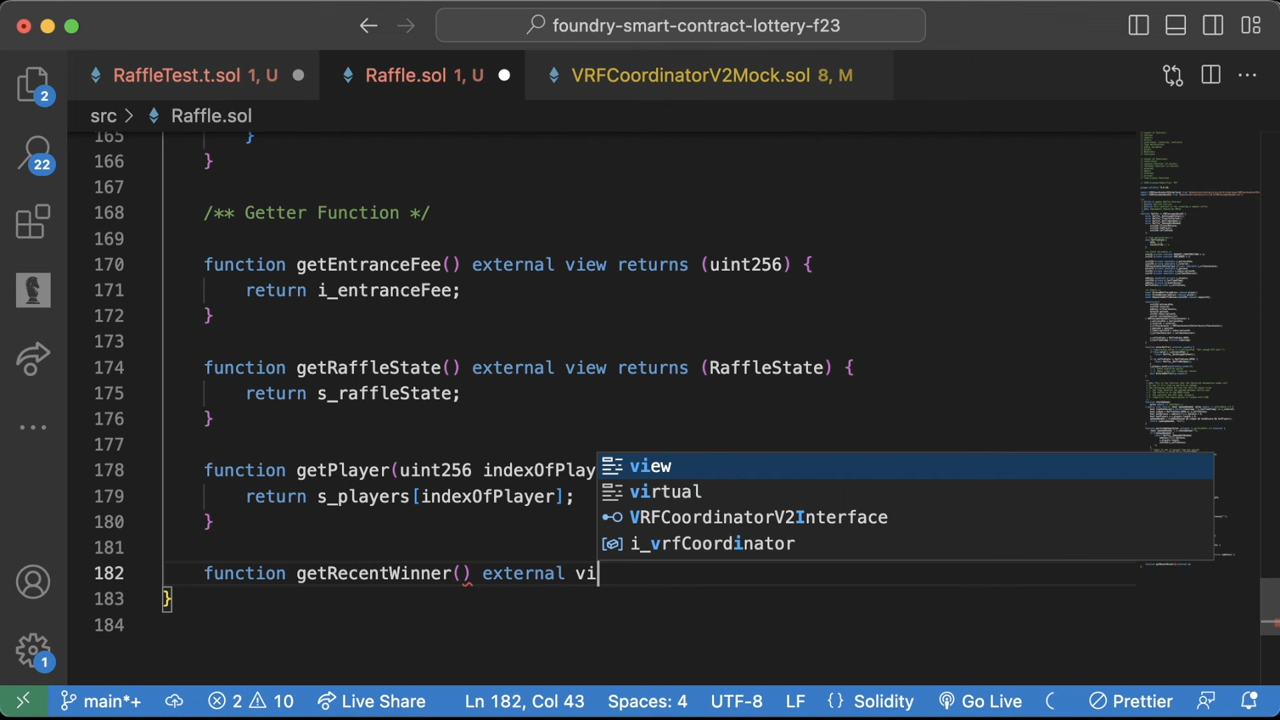 foundry-smart-contract-lottery-f23
RaffleTest.t.sol 1, U
Raffle.sol 1, U
VRFCoordinatorV2Mock.sol 8, M
src > Raffle.sol
2
22
1
165 }
166 }
167
168 /** Getter Function */
169
170 function getEntranceFee() external view returns (uint256) {
171 return i_entranceFee;
172 }
173
174 function getRaffleState() external view returns (RaffleState) {
175 return s_raffleState;
176 }
177
178 function getPlayer(uint256 indexOfPlay
179 return s_players[indexOfPlayer];
180 }
181
182 function getRecentWinner() external vi
183 }
184
view
virtual
VRFCoordinatorV2Interface
i_vrfCoordinator
main*+ 2 10 Live Share Ln 182, Col 43 Spaces: 4 UTF-8 LF {} Solidity Go Live Prettier